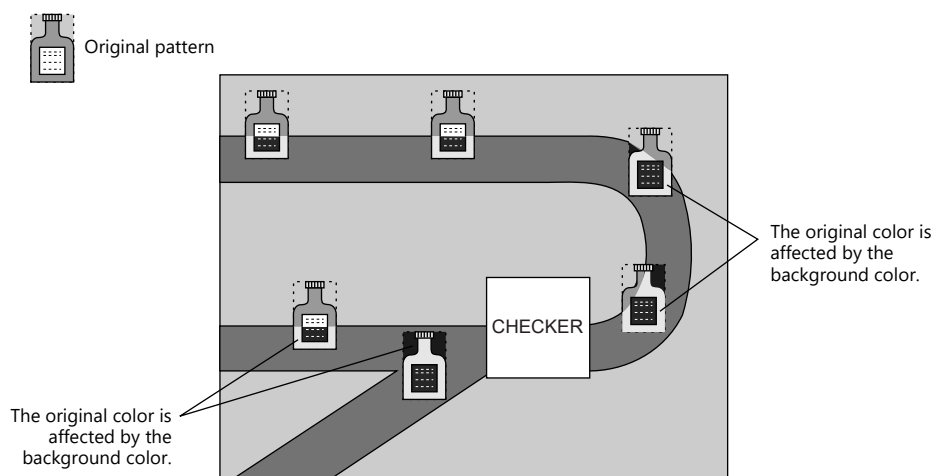 Original pattern
The original color is
affected by the
background color.
CHECKER
The original color is
affected by the
background color.